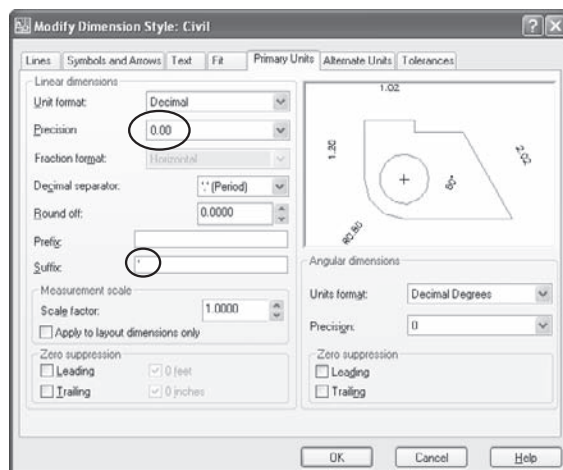 Modify Dimension Style: Civil
Lines Symbols and Arrows Text Fit Primary Units Alternate Units Tolerances
Linear dimensions
Unit format: Decimal
Precision 0.00
Fraction format: Horizontal
Decimal separator: '.' (Period)
Round off: 0.0000
Prefix:
Suffix: '
Measurement scale
Scale factor: 1.0000
Apply to layout dimensions only
Zero suppression
Leading 0 feet
Trailing 0 inches
1.02
1.20
2.02
60°
R0.80
Angular dimensions
Units format: Decimal Degrees
Precision: 0
Zero suppression
Leading
Trailing
OK Cancel Help